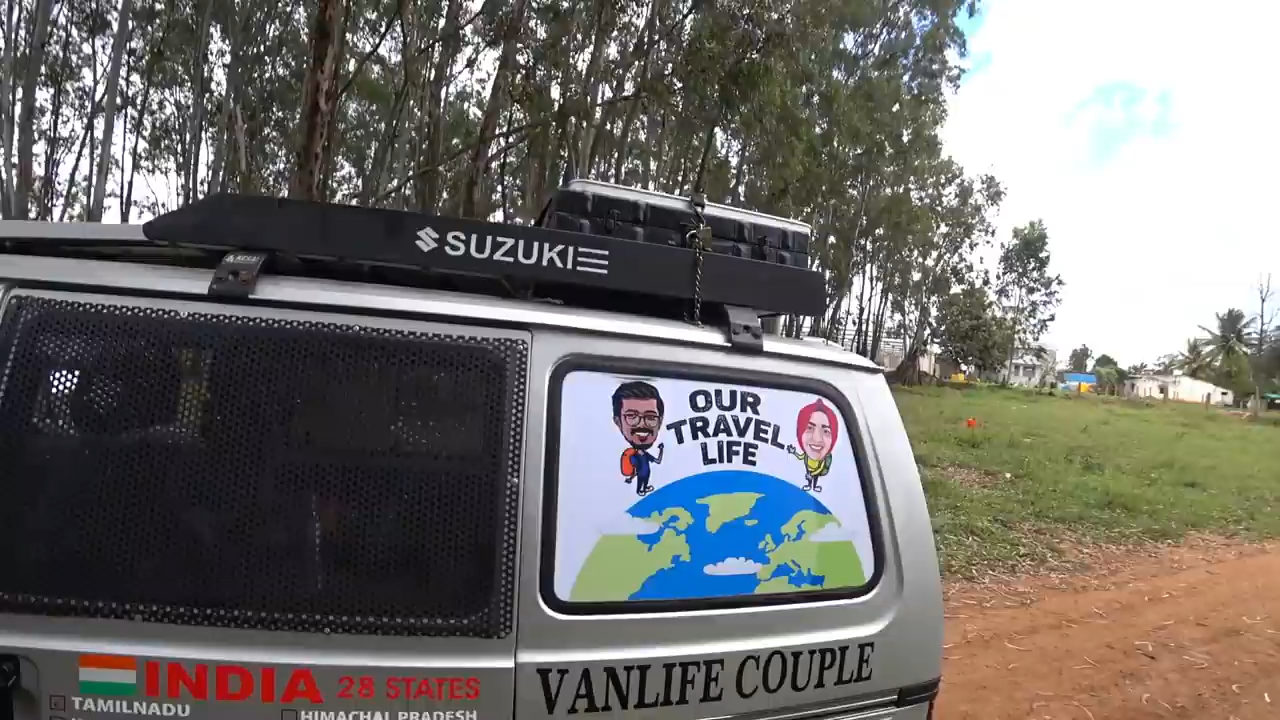 SUZUKI
OUR
TRAVEL
LIFE
VANLIFE COUPLE
INDIA 28 STATES
TAMILNADU
HIMACHAL PRADESH